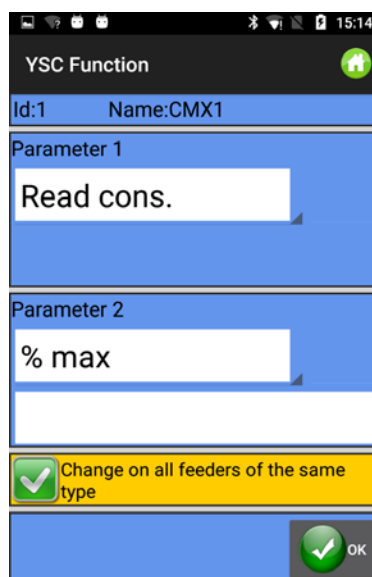 15:14
YSC Function
Id:1 Name:CMX1
Parameter 1
Read cons.
Parameter 2
% max
Change on all feeders of the same
type
OK